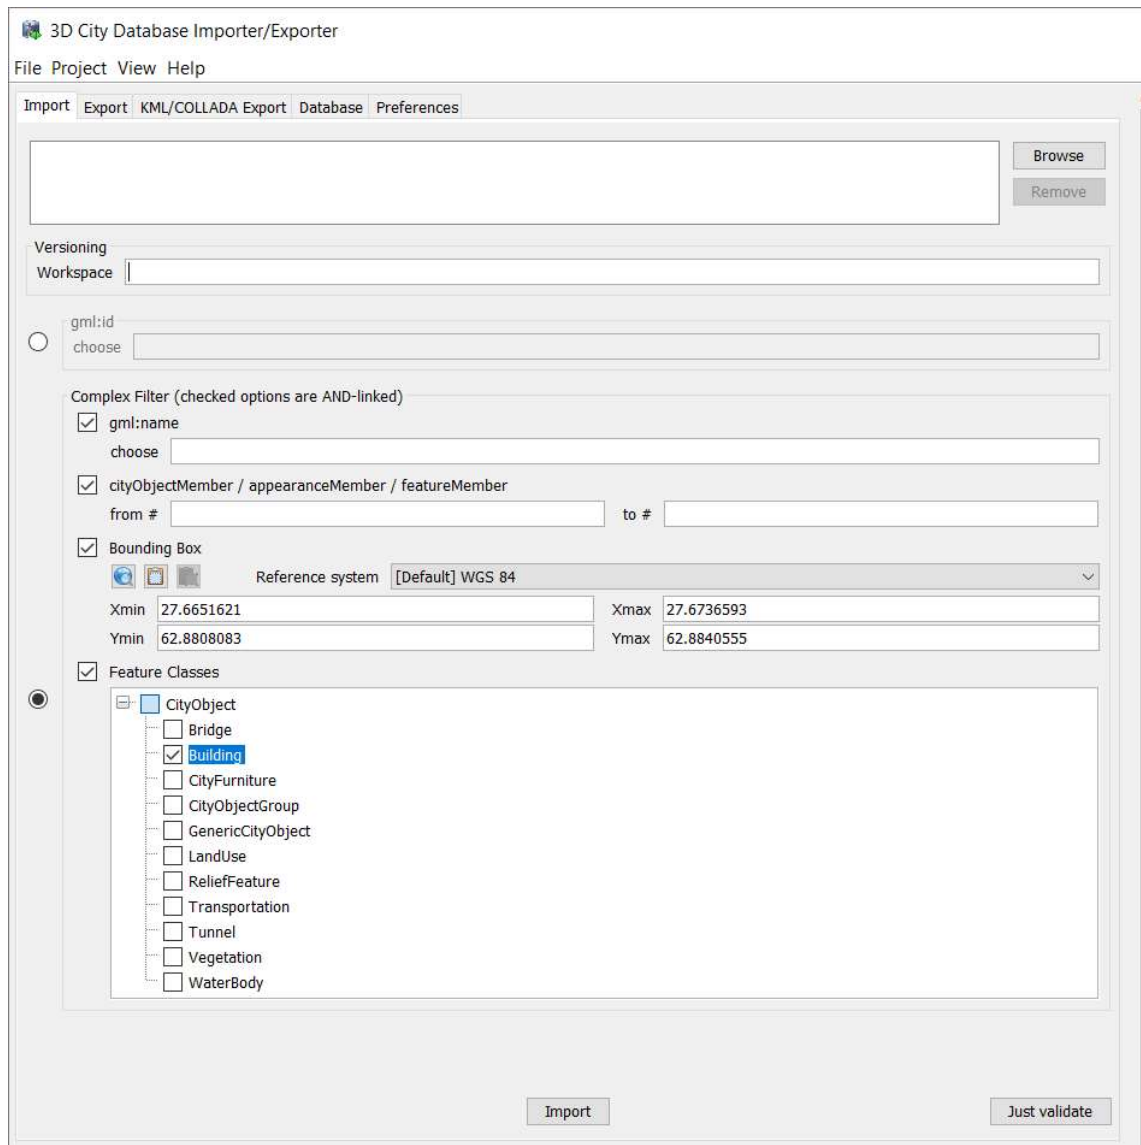 3D City Database Importer/Exporter
File Project View Help
Import Export KML/COLLADA Export Database Preferences
Browse
Remove
Versioning
Workspace
gml:id
choose
Complex Filter (checked options are AND-linked)
gml:name
choose
cityObjectMember / appearanceMember / featureMember
from # to #
Bounding Box
Reference system [Default] WGS 84
Xmin 27.6651621 Xmax 27.6736593
Ymin 62.8808083 Ymax 62.8840555
Feature Classes
CityObject
Bridge
Building
CityFurniture
CityObjectGroup
GenericCityObject
LandUse
ReliefFeature
Transportation
Tunnel
Vegetation
WaterBody
Import Just validate